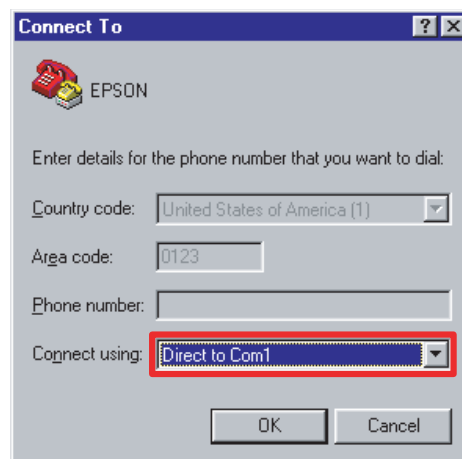 Connect To
EPSON
Enter details for the phone number that you want to dial:
Country code: United States of America (1)
Area code: 0123
Phone number:
Connect using: Direct to Com1
OK Cancel